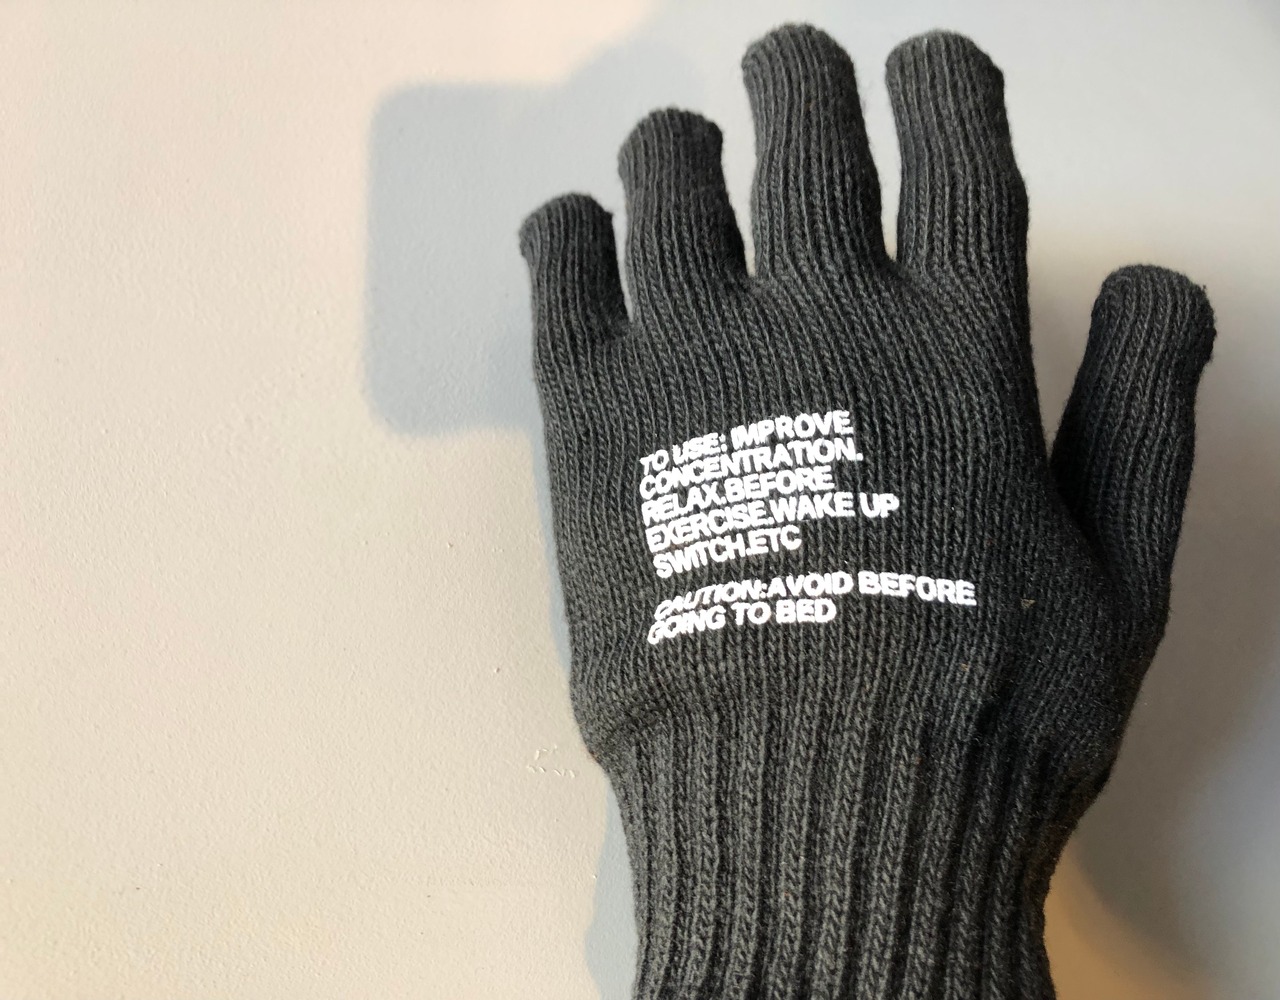 TO USE: IMPROVE
CONCENTRATION.
RELAX.BEFORE
EXERCISE.WAKE UP
SWITCH.ETC
CAUTION:AVOID BEFORE
GOING TO BED